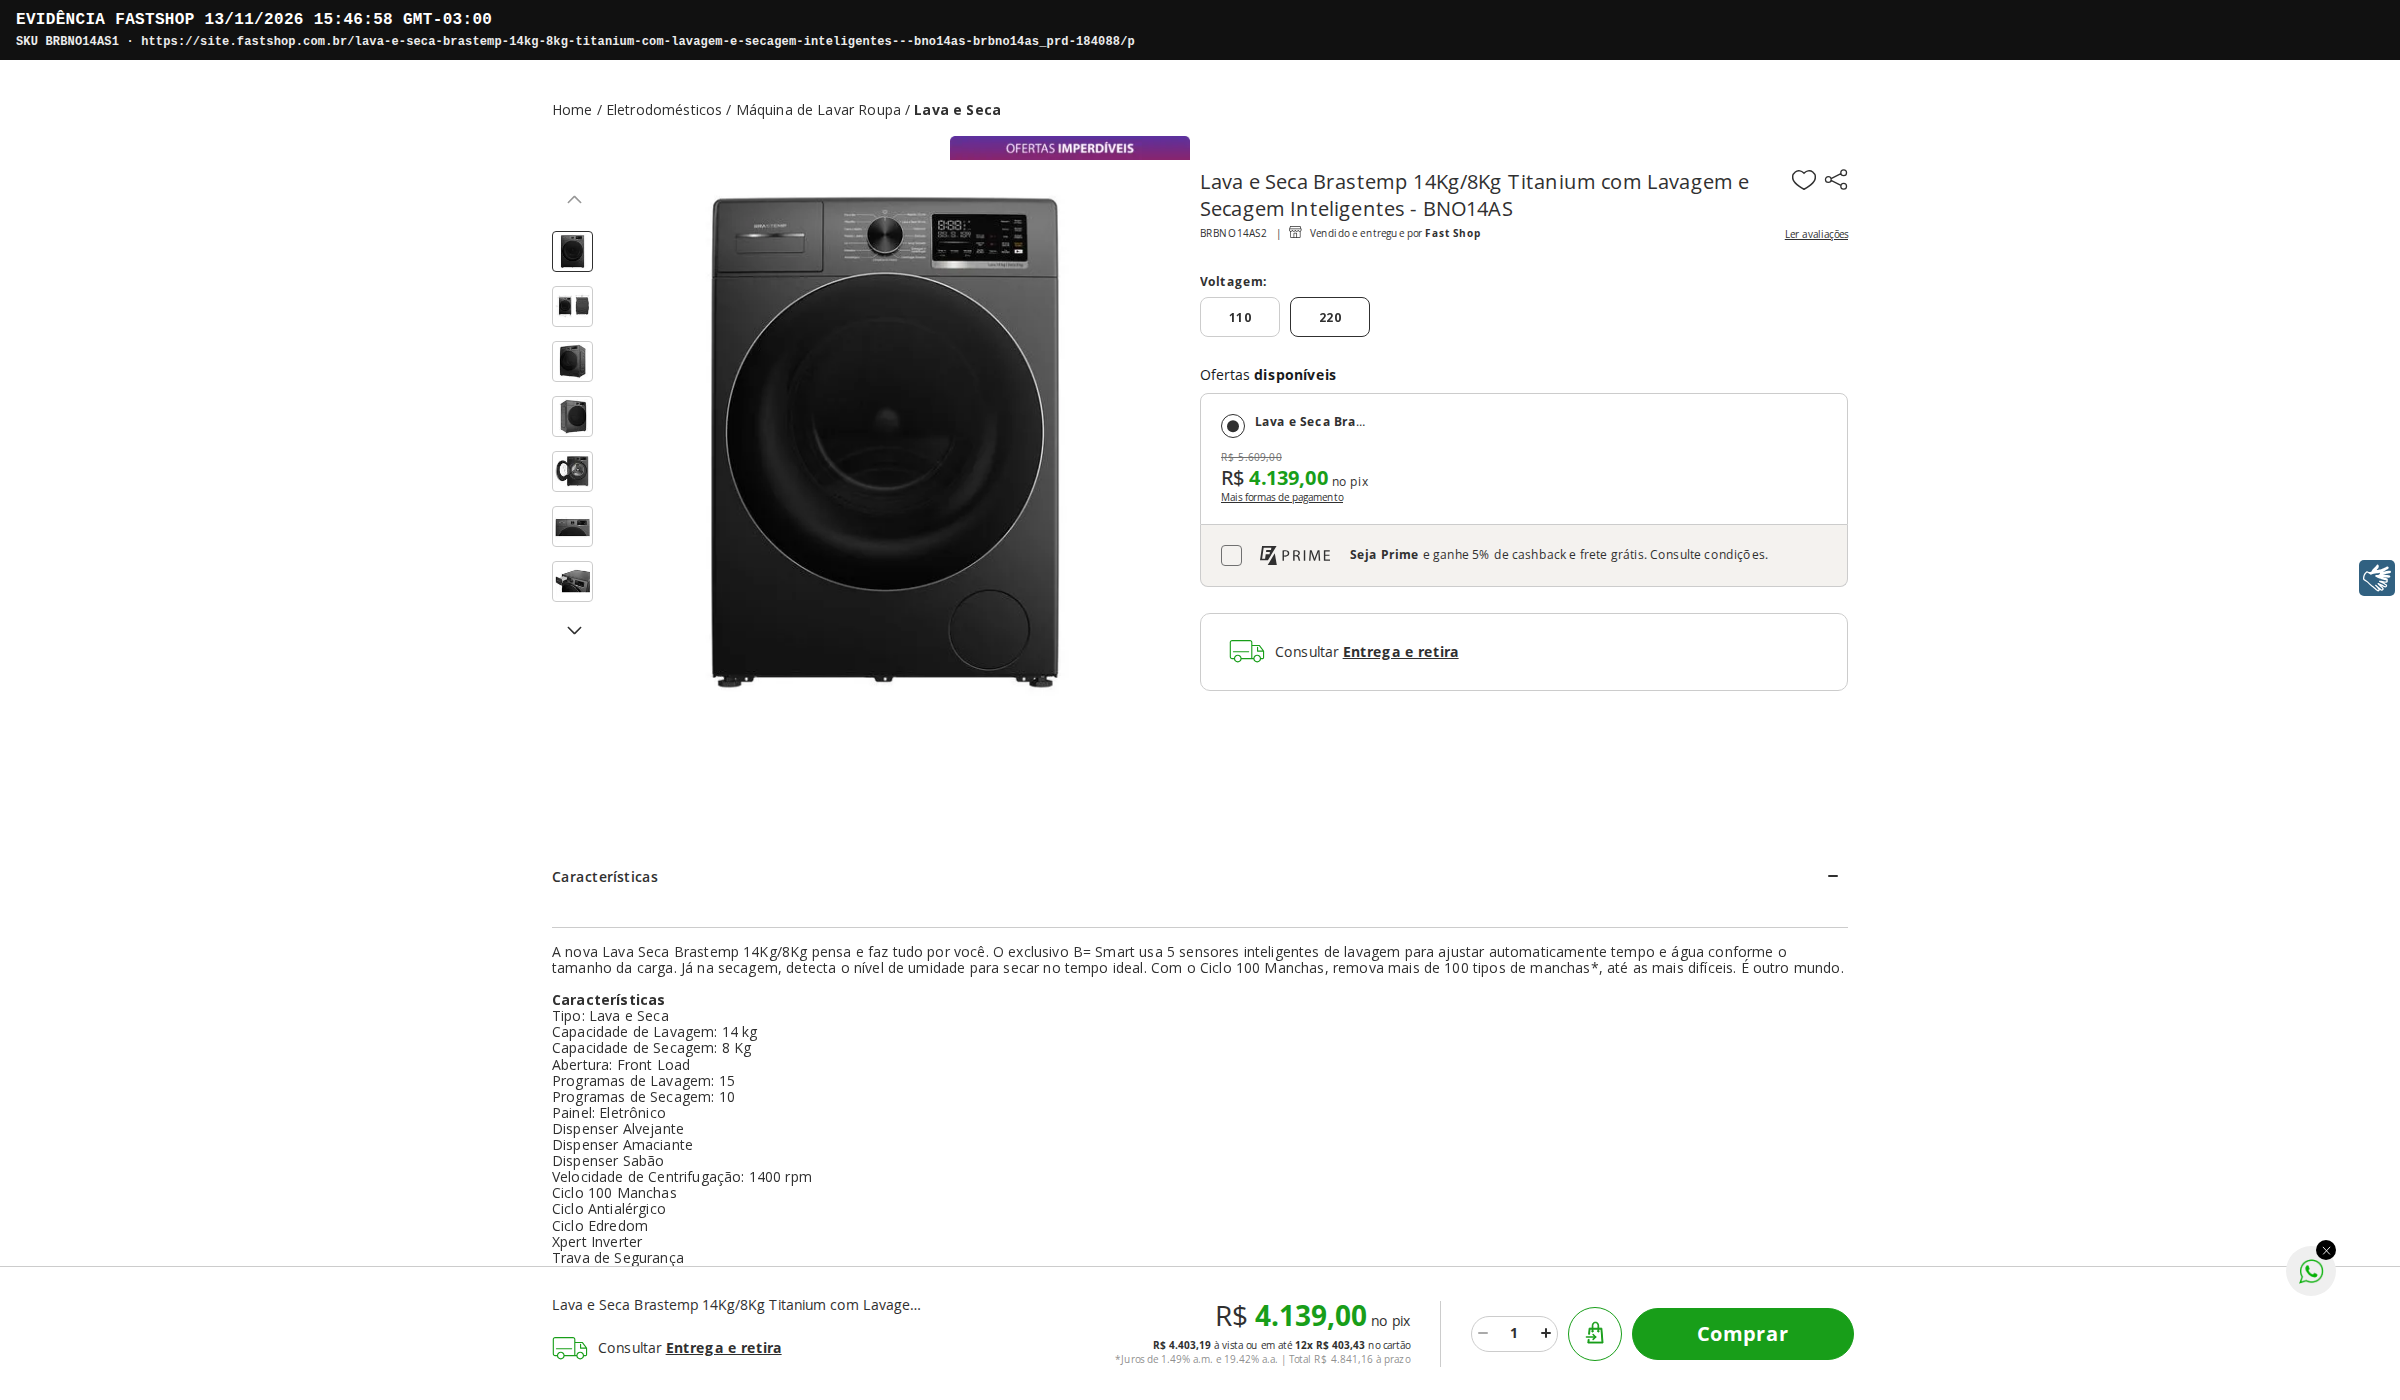 EVIDÊNCIA FASTSHOP 13/11/2026 15:46:58 GMT-03:00
SKU BRBNO14AS1 · https://site.fastshop.com.br/lava-e-seca-brastemp-14kg-8kg-titanium-com-lavagem-e-secagem-inteligentes---bno14as-brbno14as_prd-184088/p
Home / Eletrodomésticos / Máquina de Lavar Roupa / Lava e Seca
OFERTAS IMPERDÍVEIS
Lava e Seca Brastemp 14Kg/8Kg Titanium com Lavagem e
Secagem Inteligentes - BNO14AS
BRBNO14AS2 | Vendido e entregue por Fast Shop
Ler avaliações
BRASTEMP
Voltagem:
110
220
Ofertas disponíveis
Lava e Seca Bra...
R$ 5.609,00
R$ 4.139,00 no pix
Mais formas de pagamento
PRIME
Seja Prime e ganhe 5% de cashback e frete grátis. Consulte condições.
Consultar Entrega e retira
Características
A nova Lava Seca Brastemp 14Kg/8Kg pensa e faz tudo por você. O exclusivo B= Smart usa 5 sensores inteligentes de lavagem para ajustar automaticamente tempo e água conforme o
tamanho da carga. Já na secagem, detecta o nível de umidade para secar no tempo ideal. Com o Ciclo 100 Manchas, remova mais de 100 tipos de manchas*, até as mais difíceis. É outro mundo.
Características
Tipo: Lava e Seca
Capacidade de Lavagem: 14 kg
Capacidade de Secagem: 8 Kg
Abertura: Front Load
Programas de Lavagem: 15
Programas de Secagem: 10
Painel: Eletrônico
Dispenser Alvejante
Dispenser Amaciante
Dispenser Sabão
Velocidade de Centrifugação: 1400 rpm
Ciclo 100 Manchas
Ciclo Antialérgico
Ciclo Edredom
Xpert Inverter
Trava de Segurança
Lava e Seca Brastemp 14Kg/8Kg Titanium com Lavage...
Consultar Entrega e retira
R$ 4.139,00 no pix
R$ 4.403,19 à vista ou em até 12x R$ 403,43 no cartão
*Juros de 1.49% a.m. e 19.42% a.a. | Total R$ 4.841,16 à prazo
1
Comprar